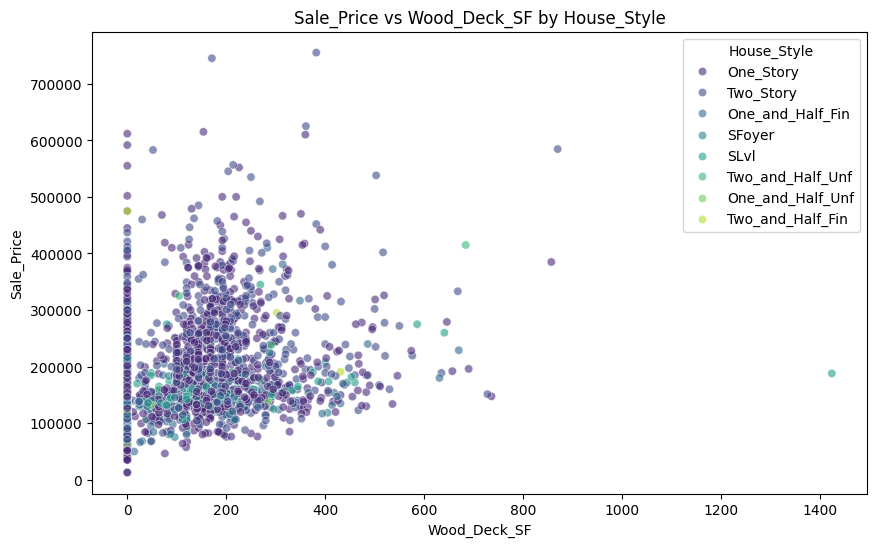 Sale_Price vs Wood_Deck_SF by House_Style
House_Style
One_Story
Two_Story
One_and_Half_Fin
SFoyer
SLvl
Two_and_Half_Unf
One_and_Half_Unf
Two_and_Half_Fin
Sale_Price
700000
600000
500000
400000
300000
200000
100000
0
0 200 400 600 800 1000 1200 1400
Wood_Deck_SF